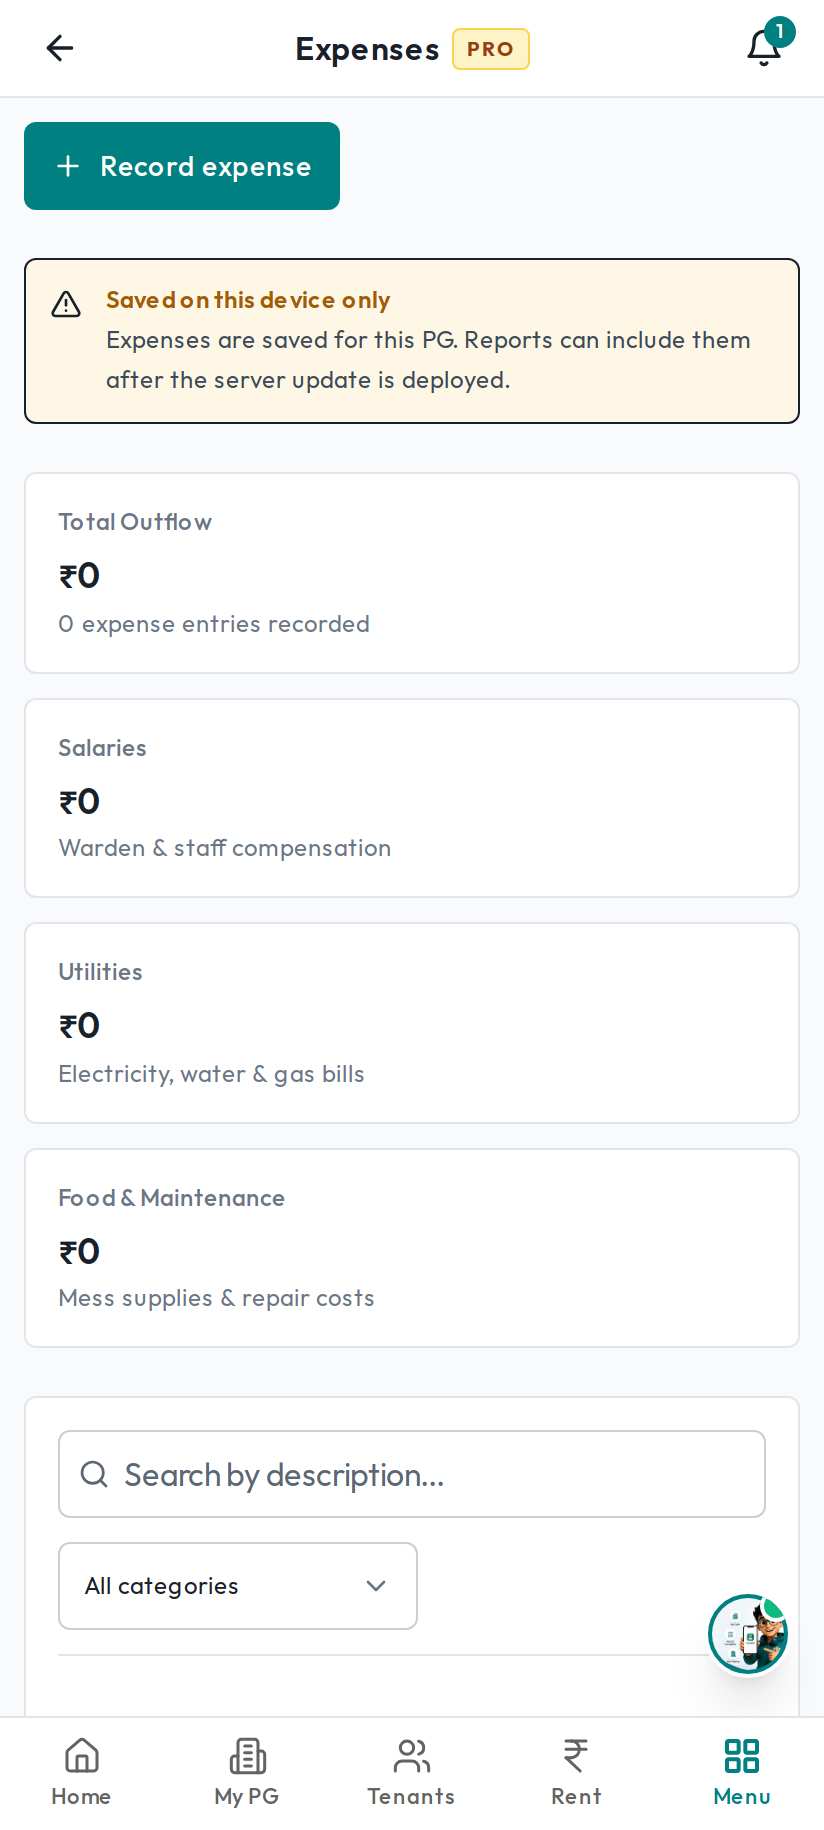 Expenses PRO
1
Record expense
Saved on this device only
Expenses are saved for this PG. Reports can include them
after the server update is deployed.
Total Outflow
₹0
0 expense entries recorded
Salaries
₹0
Warden & staff compensation
Utilities
₹0
Electricity, water & gas bills
Food & Maintenance
₹0
Mess supplies & repair costs
Search by description...
All categories
Home
My PG
Tenants
Rent
Menu